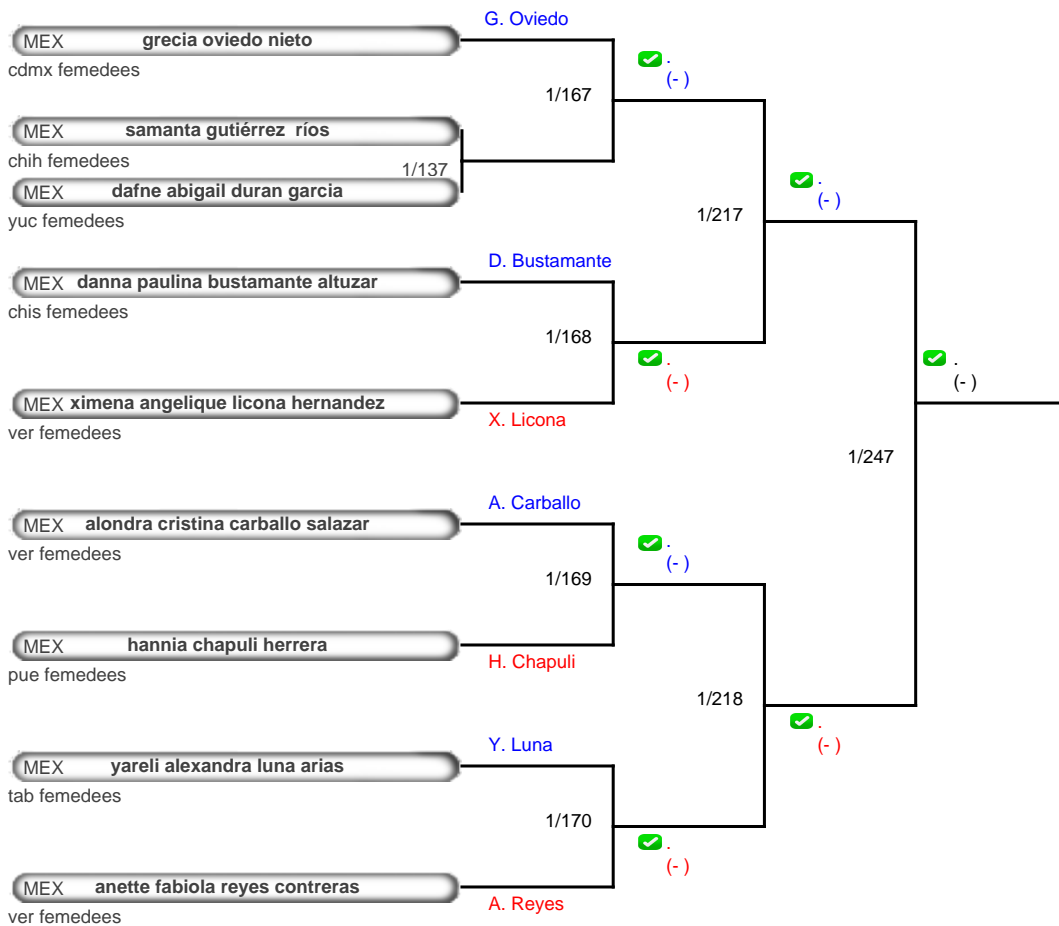 G. Oviedo
MEX grecia oviedo nieto
cdmx femedees
.
(- )
1/167
MEX samanta gutiérrez ríos
chih femedees
1/137
MEX dafne abigail duran garcia
yuc femedees
.
(- )
1/217
D. Bustamante
MEX danna paulina bustamante altuzar
chis femedees
1/168
.
(- )
.
(- )
MEX ximena angelique licona hernandez
ver femedees
X. Licona
1/247
A. Carballo
MEX alondra cristina carballo salazar
ver femedees
.
(- )
1/169
MEX hannia chapuli herrera
pue femedees
H. Chapuli
1/218
.
(- )
Y. Luna
MEX yareli alexandra luna arias
tab femedees
1/170
.
(- )
MEX anette fabiola reyes contreras
ver femedees
A. Reyes